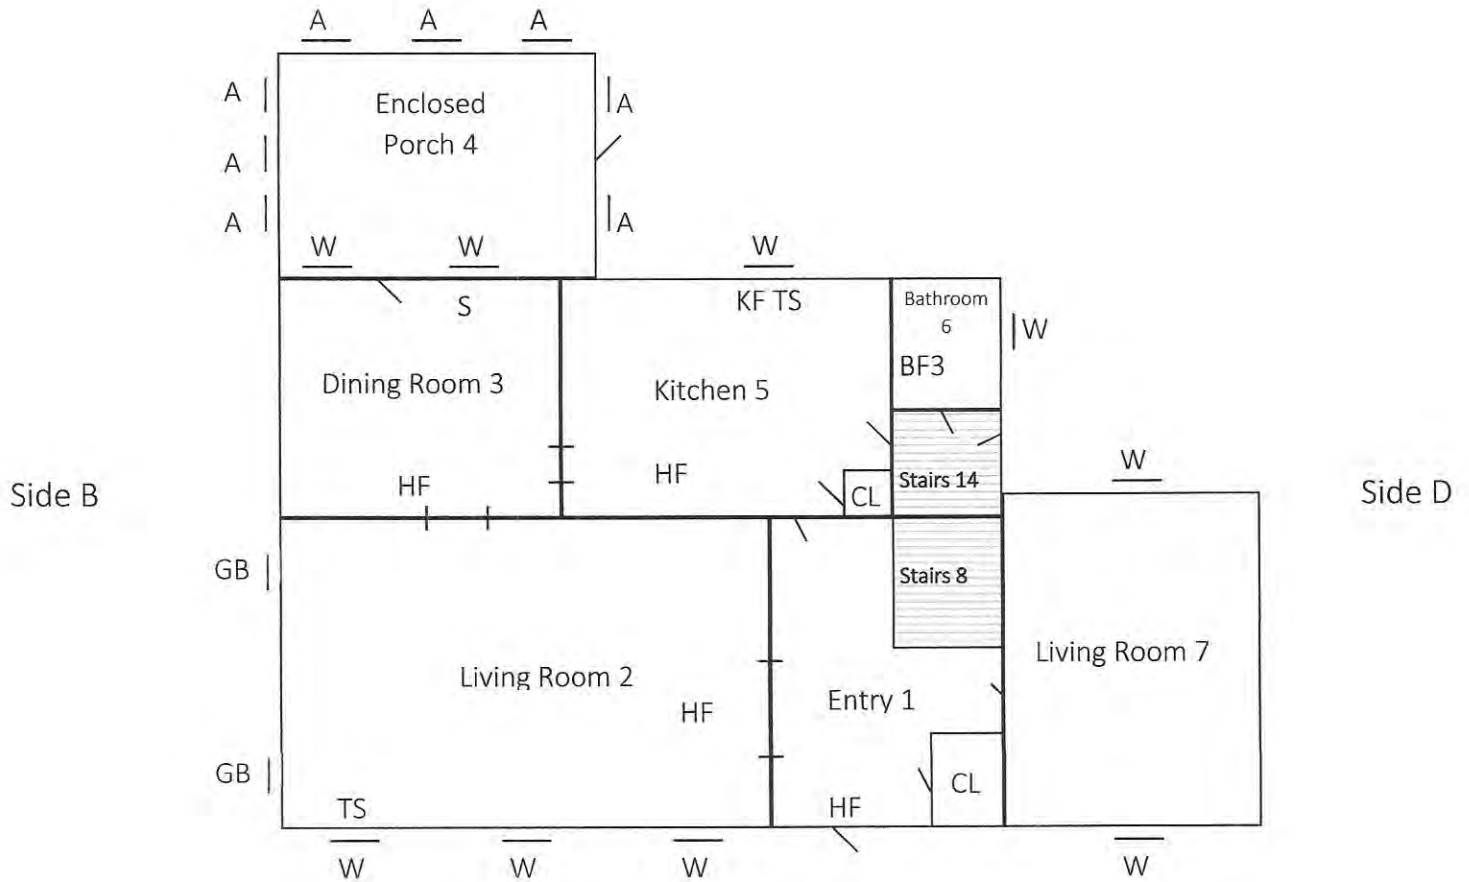 A A A
A
A
A
Enclosed
Porch 4
A
A
W W
W
S
KF TS
Bathroom
6
W
BF3
Dining Room 3
Kitchen 5
HF
HF
CL
Stairs 14
W
Side B
Side D
GB
Stairs 8
Living Room 2
HF
Entry 1
Living Room 7
GB
TS
HF
CL
W W W
W